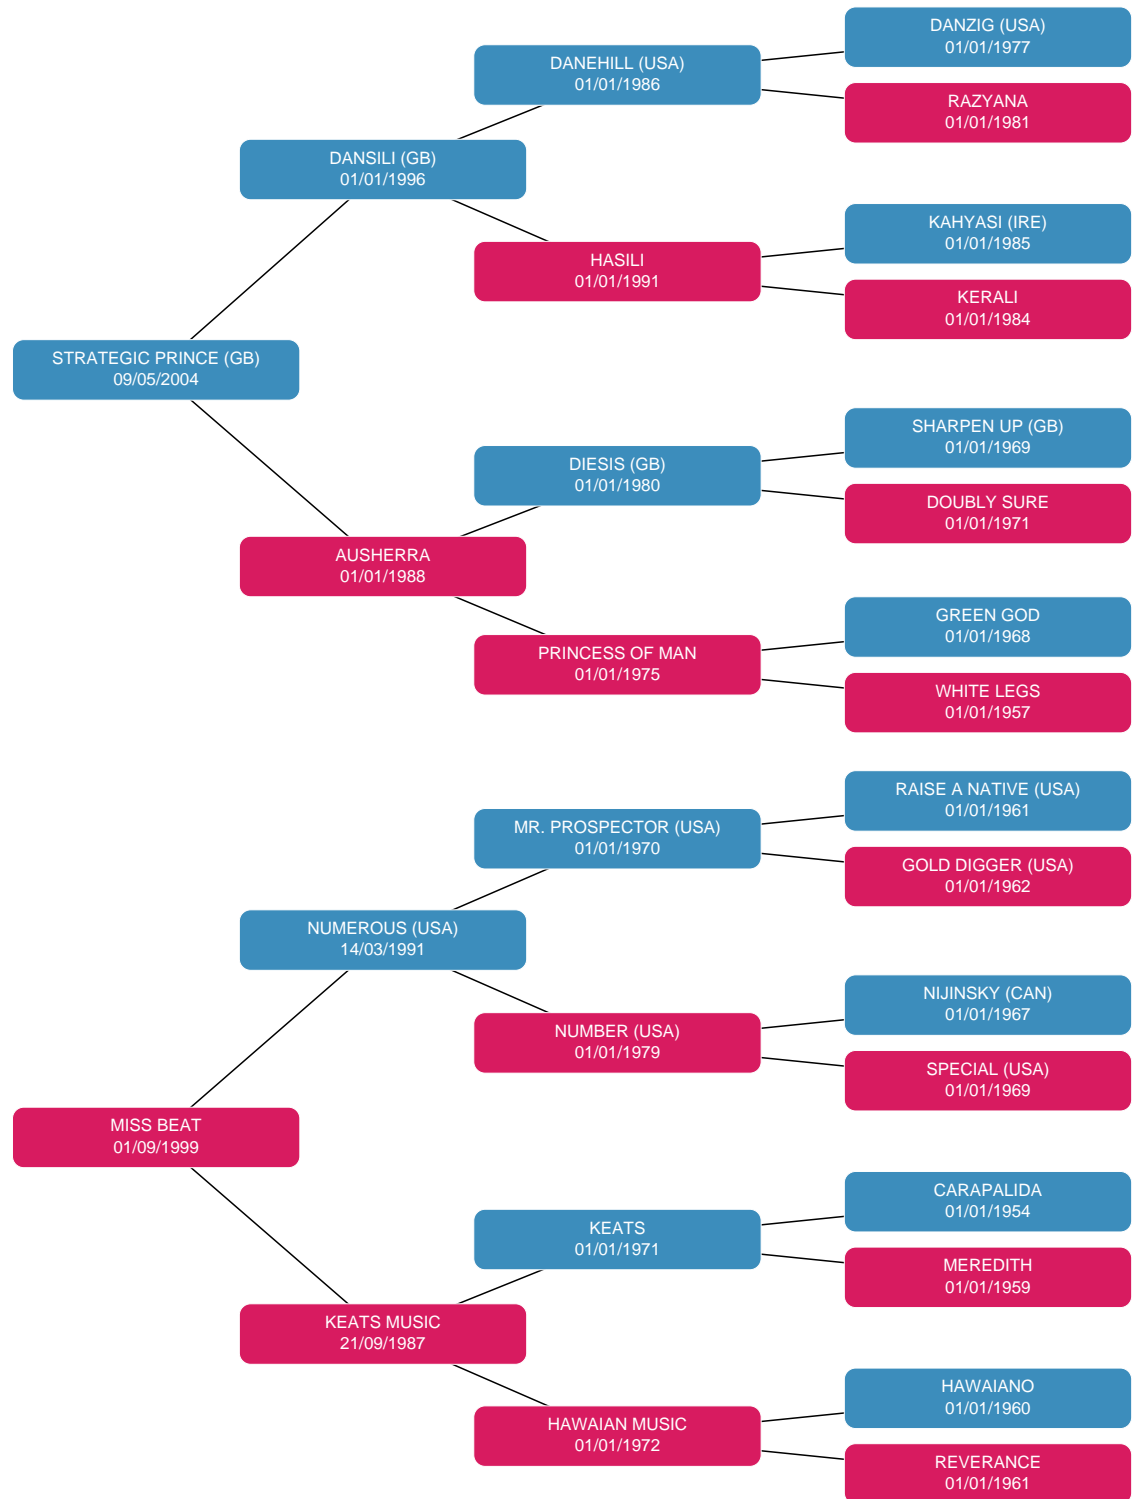 DANZIG (USA)
01/01/1977
DANEHILL (USA)
01/01/1986
RAZYANA
01/01/1981
DANSILI (GB)
01/01/1996
KAHYASI (IRE)
01/01/1985
HASILI
01/01/1991
KERALI
01/01/1984
STRATEGIC PRINCE (GB)
09/05/2004
SHARPEN UP (GB)
01/01/1969
DIESIS (GB)
01/01/1980
DOUBLY SURE
01/01/1971
AUSHERRA
01/01/1988
GREEN GOD
01/01/1968
PRINCESS OF MAN
01/01/1975
WHITE LEGS
01/01/1957
RAISE A NATIVE (USA)
01/01/1961
MR. PROSPECTOR (USA)
01/01/1970
GOLD DIGGER (USA)
01/01/1962
NUMEROUS (USA)
14/03/1991
NIJINSKY (CAN)
01/01/1967
NUMBER (USA)
01/01/1979
SPECIAL (USA)
01/01/1969
MISS BEAT
01/09/1999
CARAPALIDA
01/01/1954
KEATS
01/01/1971
MEREDITH
01/01/1959
KEATS MUSIC
21/09/1987
HAWAIANO
01/01/1960
HAWAIAN MUSIC
01/01/1972
REVERANCE
01/01/1961